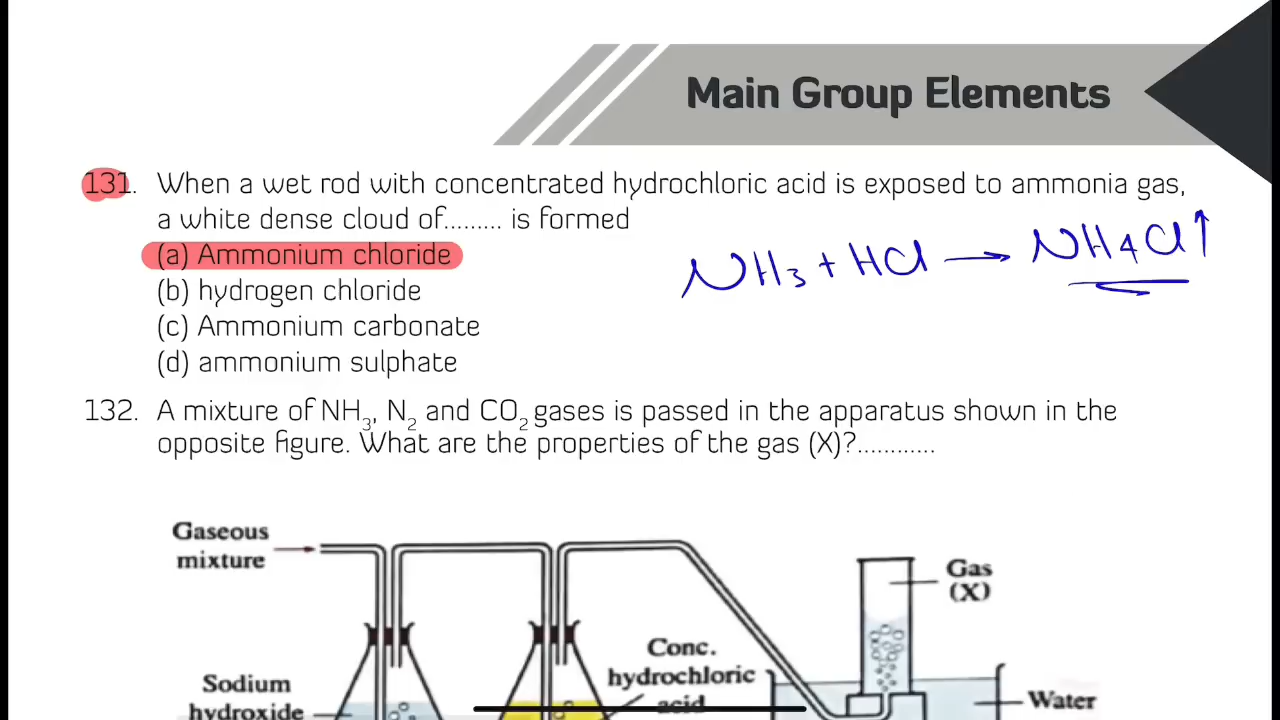 Main Group Elements
131. When a wet rod with concentrated hydrochloric acid is exposed to ammonia gas,
a white dense cloud of......... is formed
(a) Ammonium chloride
NH₃ + HCl → NH₄Cl↑
(b) hydrogen chloride
(c) Ammonium carbonate
(d) ammonium sulphate
132. A mixture of NH₃, N₂ and CO₂ gases is passed in the apparatus shown in the
opposite figure. What are the properties of the gas (X)?............
Gaseous
mixture
Gas
(X)
Conc.
hydrochloric
acid
Sodium
hydroxide
Water